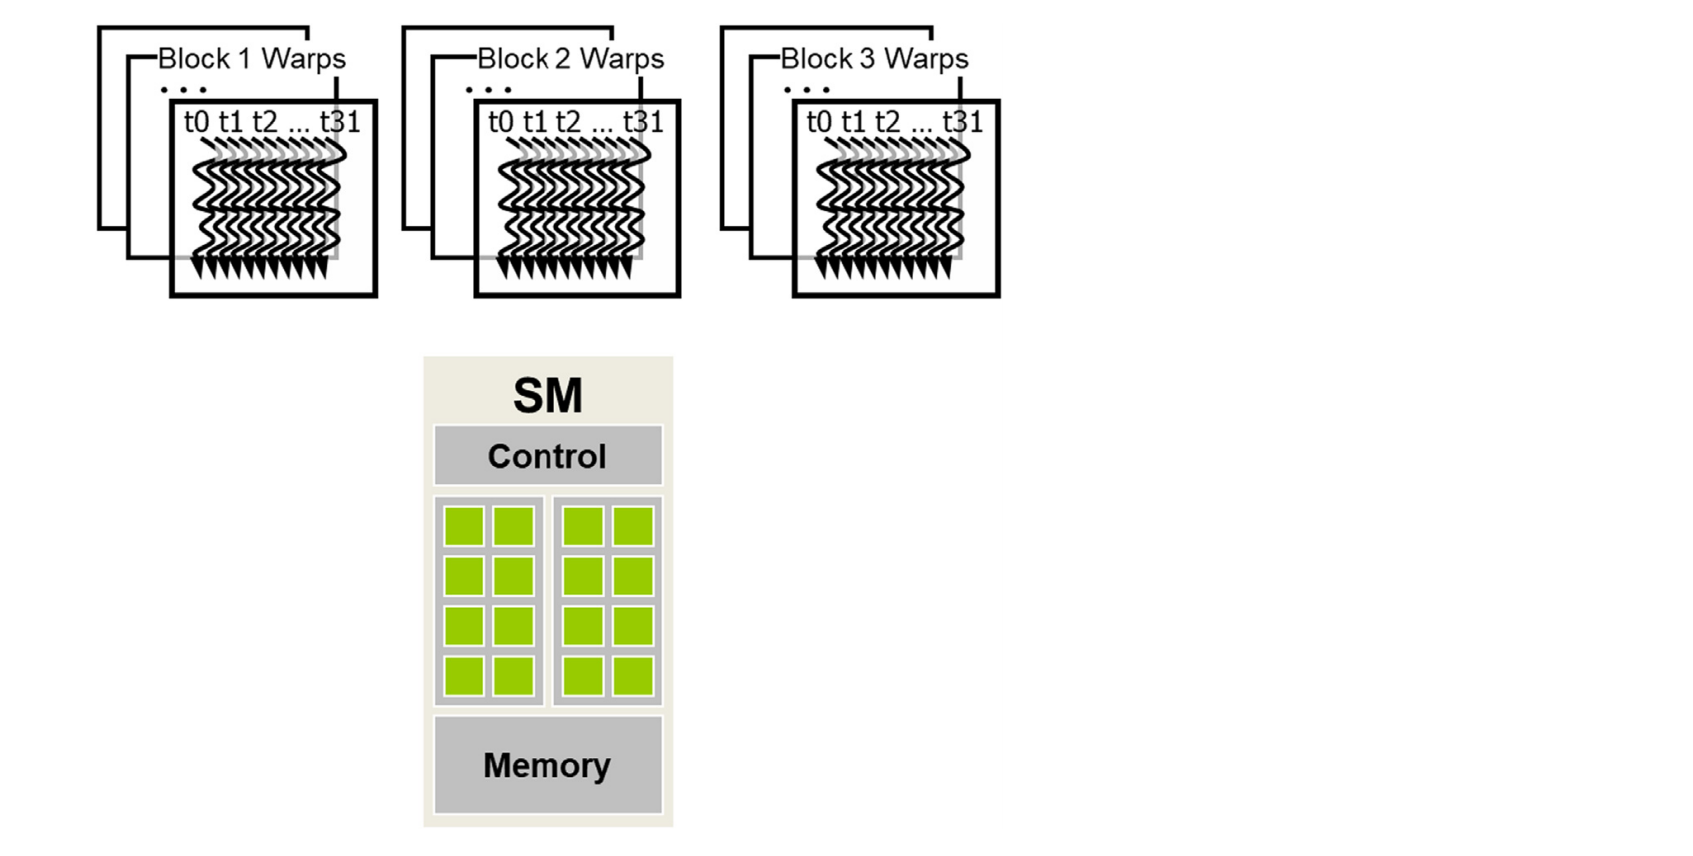 Block 1 Warps
Block 2 Warps
Block 3 Warps
...
...
...
t0 t1 t2 ... t31
t0 t1 t2 ... t31
t0 t1 t2 ... t31
SM
Control
Memory